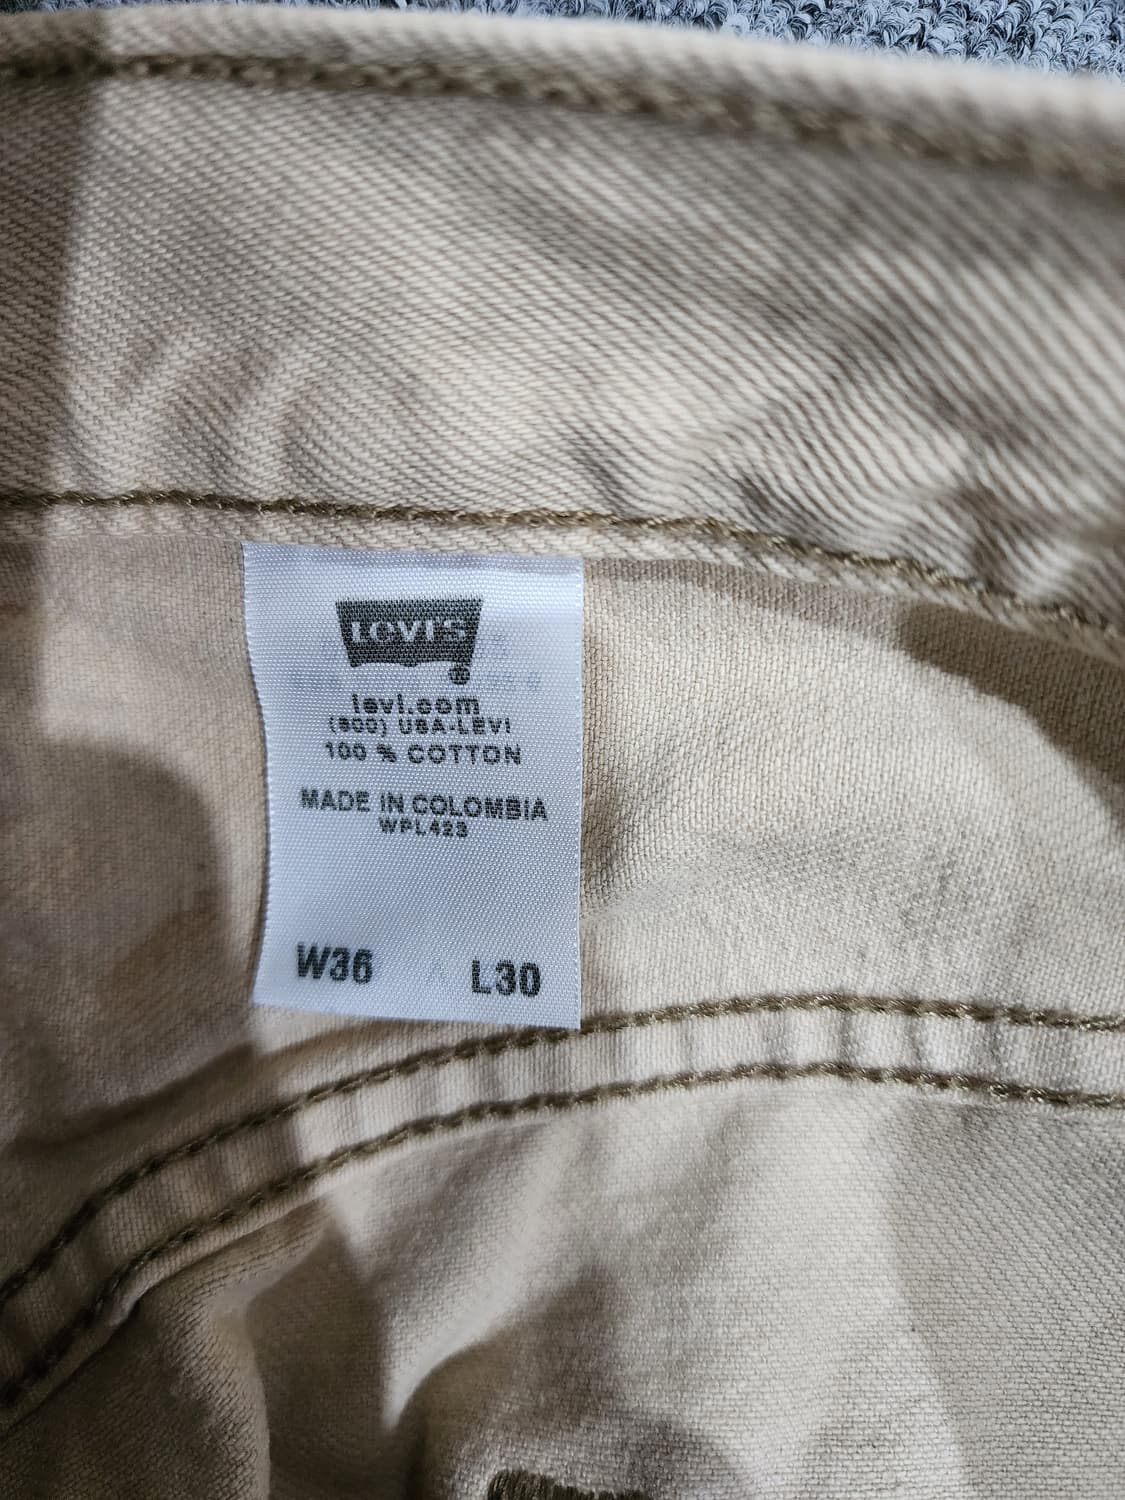 LEVI'S
®
levi.com
(800) USA-LEVI
100 % COTTON
MADE IN COLOMBIA
WPL423
W36 L30